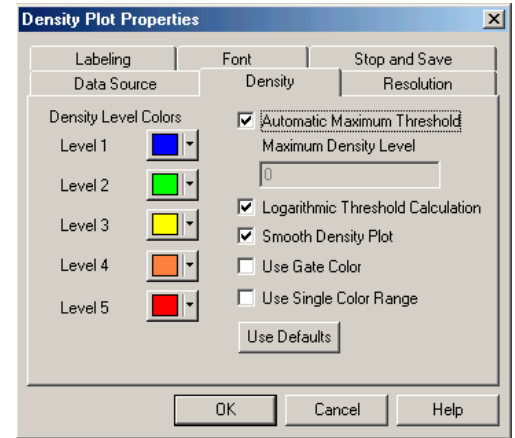 Density Plot Properties
Labeling Font Stop and Save
Data Source Density Resolution
Density Level Colors
Level 1
Level 2
Level 3
Level 4
Level 5
Automatic Maximum Threshold
Maximum Density Level
0
Logarithmic Threshold Calculation
Smooth Density Plot
Use Gate Color
Use Single Color Range
Use Defaults
OK Cancel Help